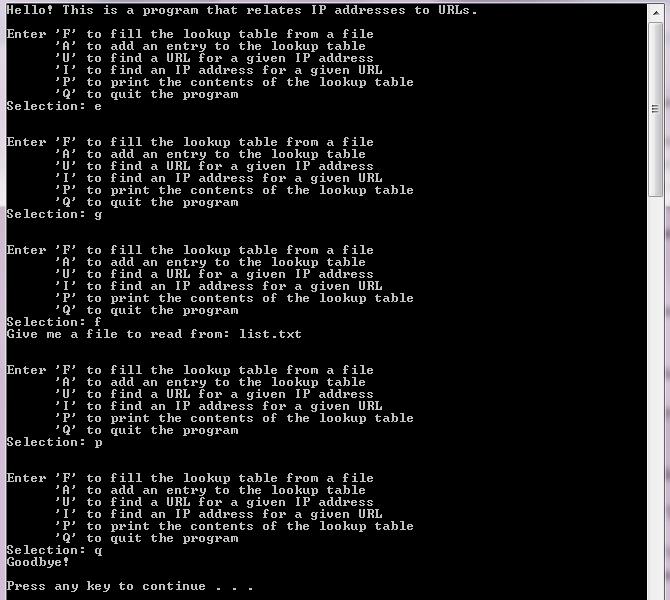 Hello! This is a program that relates IP addresses to URLs.
Enter 'F' to fill the lookup table from a file
'A' to add an entry to the lookup table
'U' to find a URL for a given IP address
'I' to find an IP address for a given URL
'P' to print the contents of the lookup table
'Q' to quit the program
Selection: e
Enter 'F' to fill the lookup table from a file
'A' to add an entry to the lookup table
'U' to find a URL for a given IP address
'I' to find an IP address for a given URL
'P' to print the contents of the lookup table
'Q' to quit the program
Selection: g
Enter 'F' to fill the lookup table from a file
'A' to add an entry to the lookup table
'U' to find a URL for a given IP address
'I' to find an IP address for a given URL
'P' to print the contents of the lookup table
'Q' to quit the program
Selection: f
Give me a file to read from: list.txt
Enter 'F' to fill the lookup table from a file
'A' to add an entry to the lookup table
'U' to find a URL for a given IP address
'I' to find an IP address for a given URL
'P' to print the contents of the lookup table
'Q' to quit the program
Selection: p
Enter 'F' to fill the lookup table from a file
'A' to add an entry to the lookup table
'U' to find a URL for a given IP address
'I' to find an IP address for a given URL
'P' to print the contents of the lookup table
'Q' to quit the program
Selection: q
Goodbye!
Press any key to continue . . .